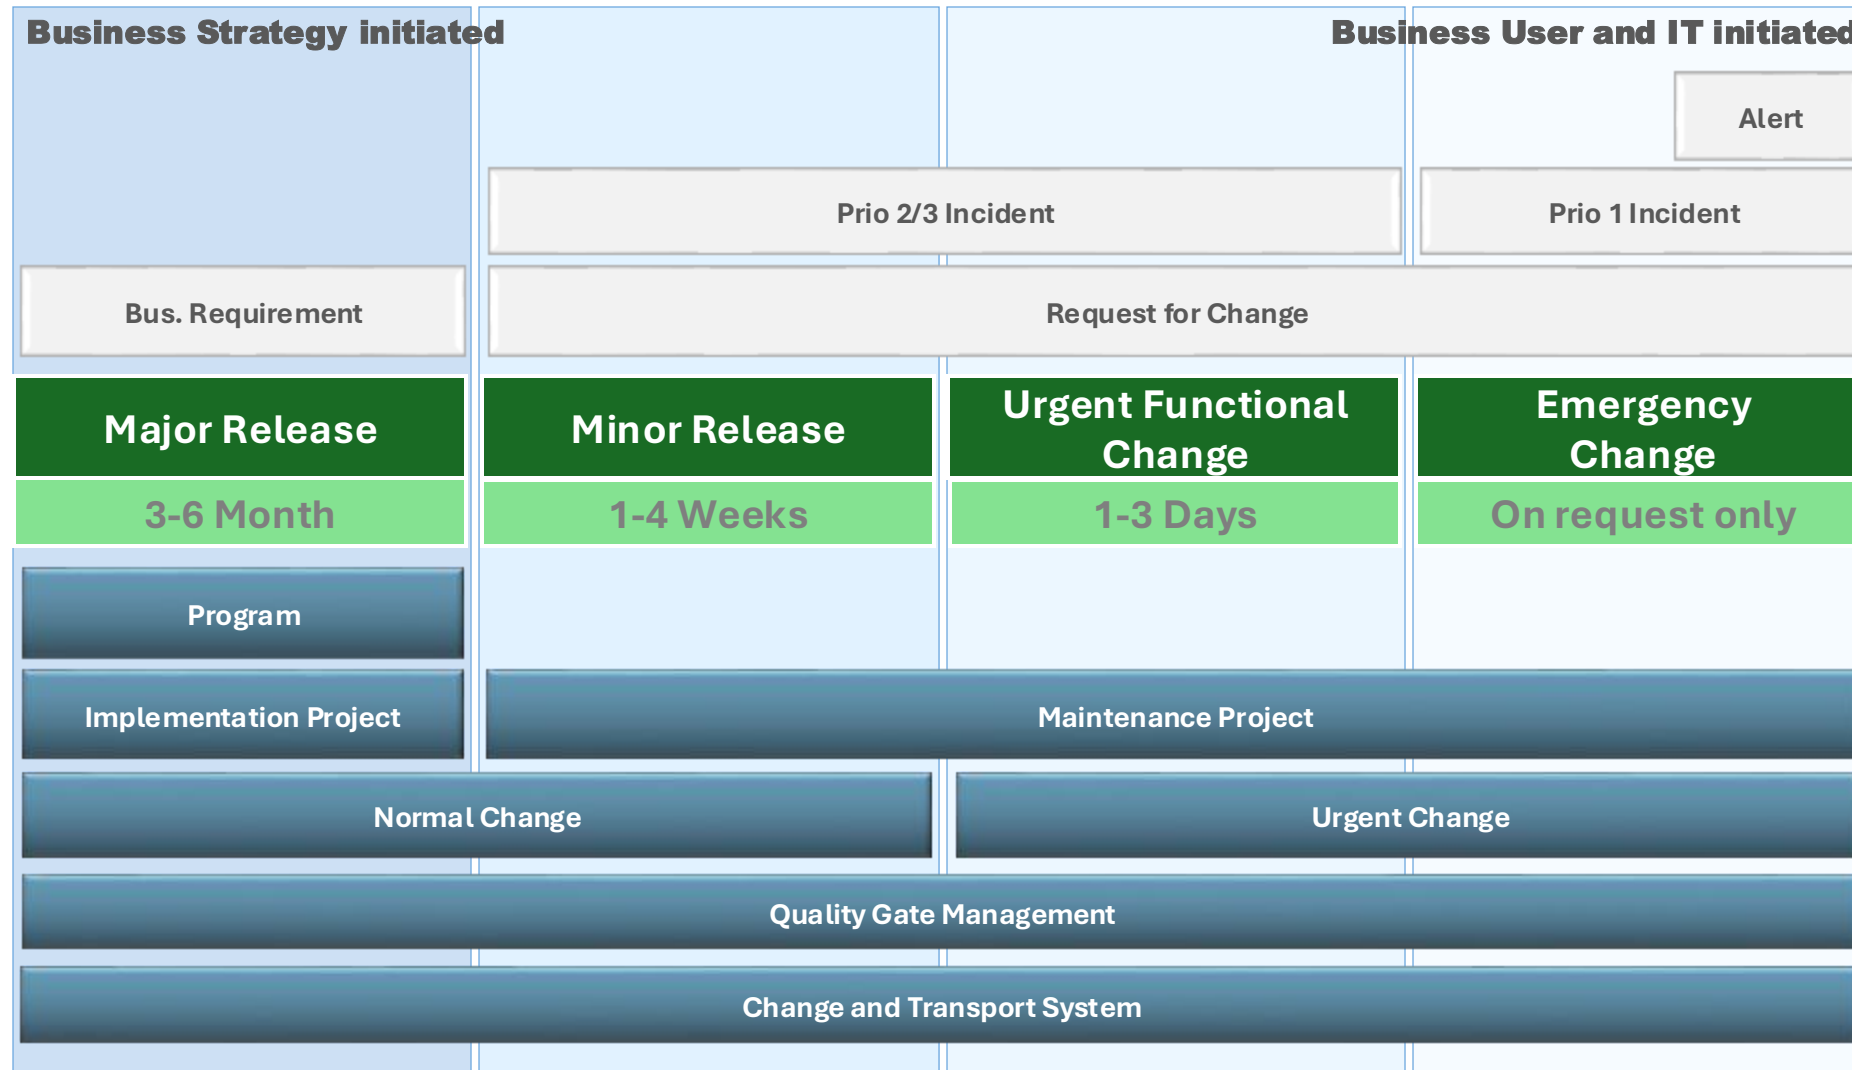 Business Strategy initiated
Business User and IT initiated
Alert
Prio 2/3 Incident
Prio 1 Incident
Bus. Requirement
Request for Change
Major Release
Minor Release
Urgent Functional
Change
Emergency
Change
3-6 Month
1-4 Weeks
1-3 Days
On request only
Program
Implementation Project
Maintenance Project
Normal Change
Urgent Change
Quality Gate Management
Change and Transport System